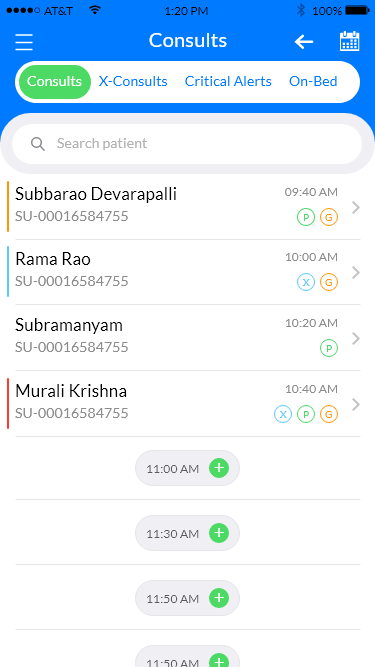 AT&T 1:20 PM 100%
Consults
Consults X-Consults Critical Alerts On-Bed
Search patient
Subbarao Devarapalli 09:40 AM
SU-00016584755 P G
Rama Rao 10:00 AM
SU-00016584755 X G
Subramanyam 10:20 AM
SU-00016584755 P
Murali Krishna 10:40 AM
SU-00016584755 X P G
11:00 AM +
11:30 AM +
11:50 AM +
11:50 AM +